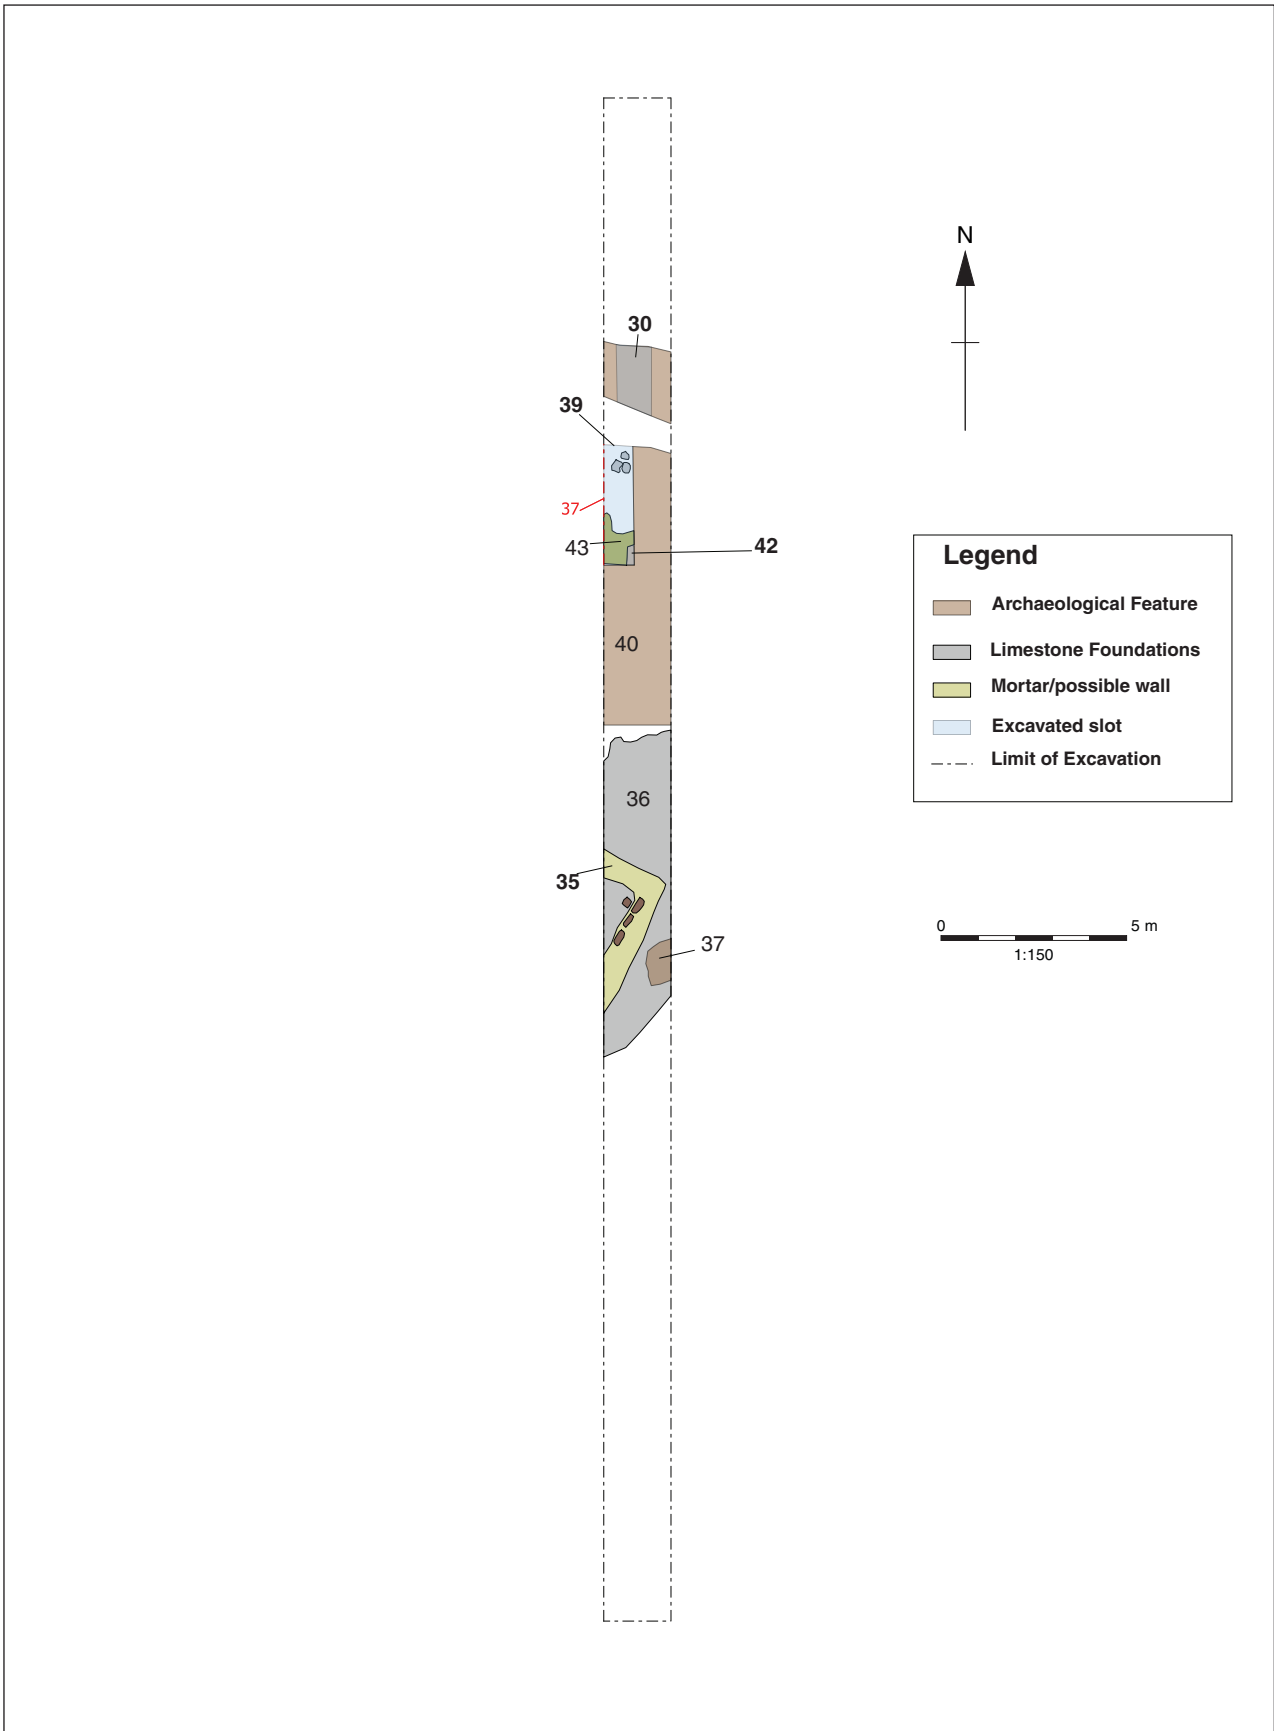 N
30
39
37
43
42
40
36
35
37
Legend
Archaeological Feature
Limestone Foundations
Mortar/possible wall
Excavated slot
Limit of Excavation
0 5 m
1:150